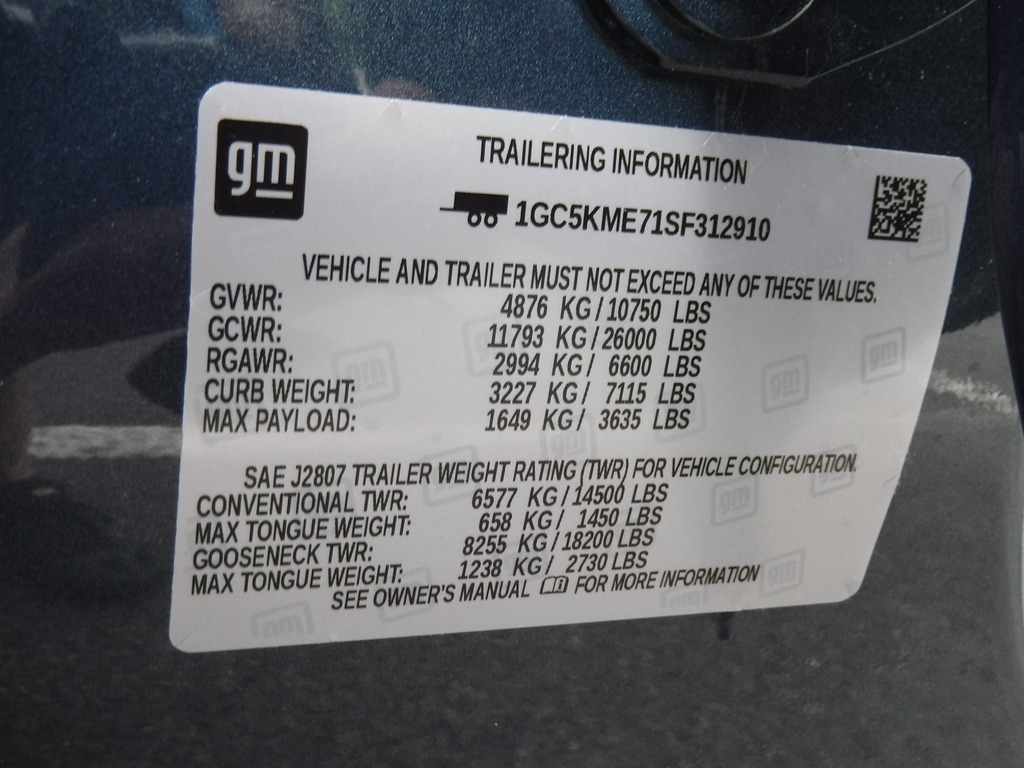 gm
TRAILERING INFORMATION
1GC5KME71SF312910
VEHICLE AND TRAILER MUST NOT EXCEED ANY OF THESE VALUES.
GVWR: 4876 KG/10750 LBS
GCWR: 11793 KG/26000 LBS
RGAWR: 2994 KG/ 6600 LBS
CURB WEIGHT: 3227 KG/ 7115 LBS
MAX PAYLOAD: 1649 KG/ 3635 LBS
SAE J2807 TRAILER WEIGHT RATING (TWR) FOR VEHICLE CONFIGURATION.
CONVENTIONAL TWR: 6577 KG/14500 LBS
MAX TONGUE WEIGHT: 658 KG/ 1450 LBS
GOOSENECK TWR: 8255 KG/18200 LBS
MAX TONGUE WEIGHT: 1238 KG/ 2730 LBS
SEE OWNER'S MANUAL FOR MORE INFORMATION